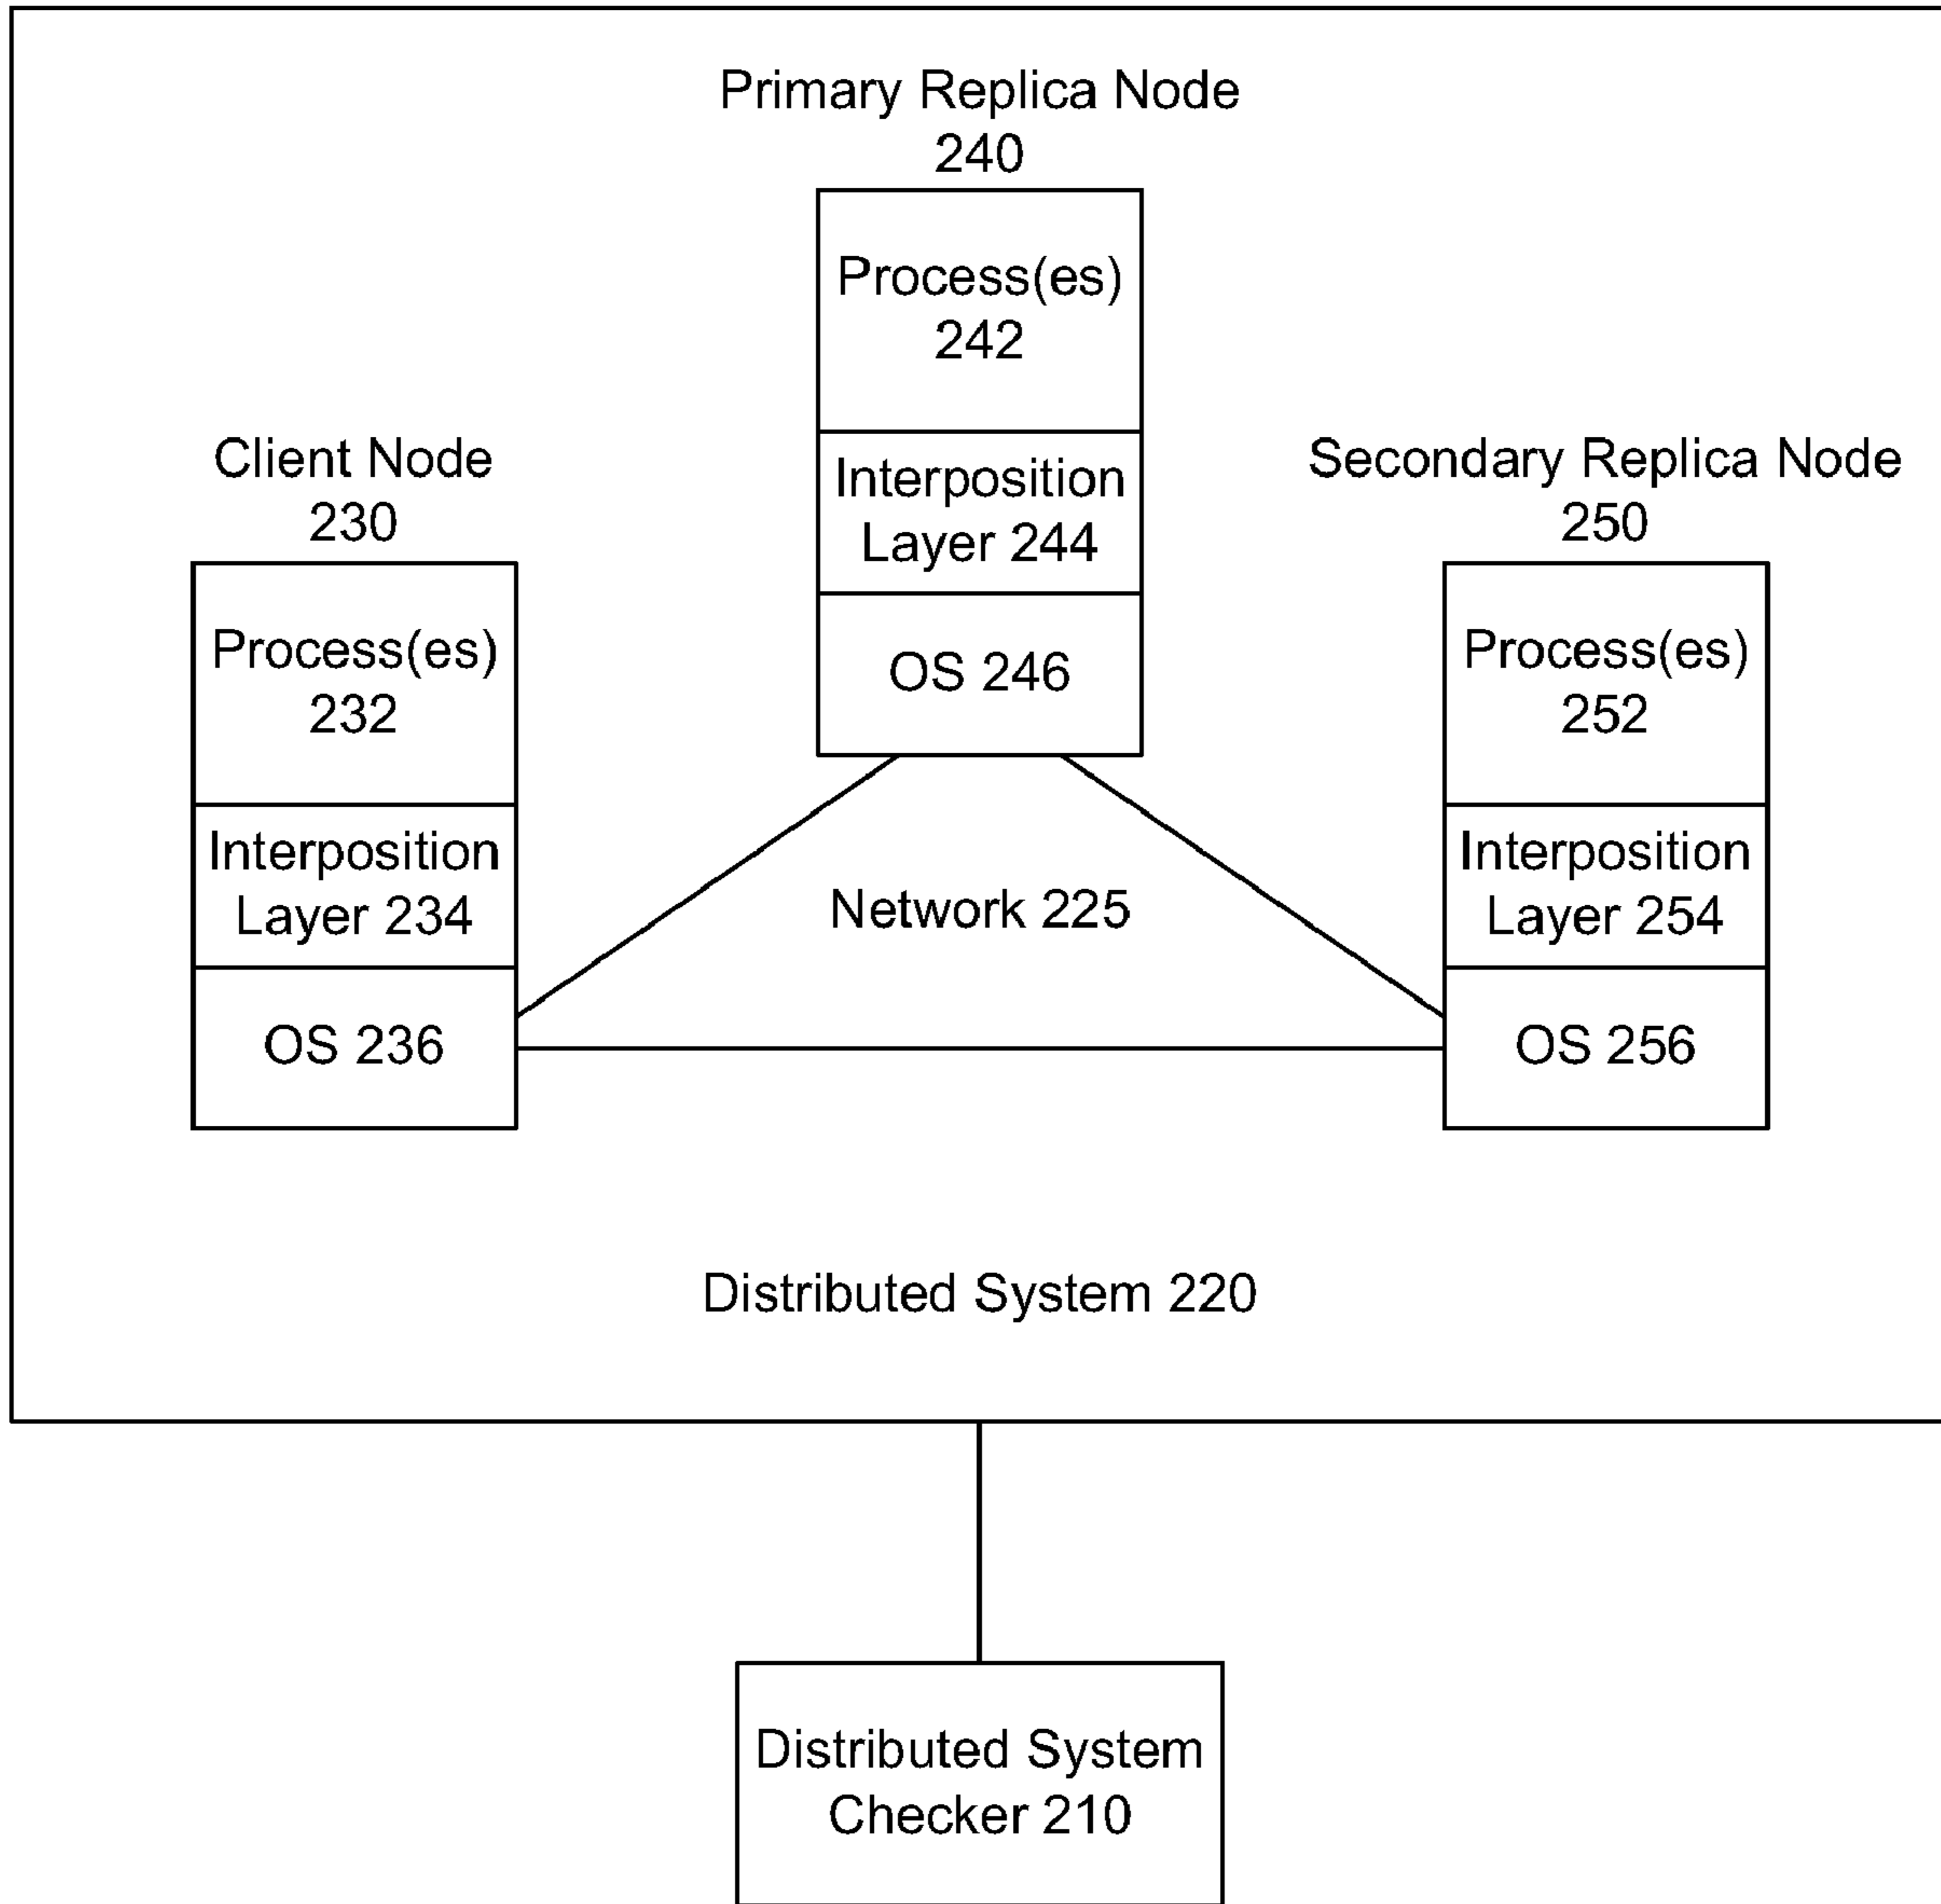 Primary Replica Node
240
Process(es)
242
Interposition
Layer 244
OS 246
Client Node
230
Process(es)
232
Interposition
Layer 234
OS 236
Secondary Replica Node
250
Process(es)
252
Interposition
Layer 254
OS 256
Network 225
Distributed System 220
Distributed System
Checker 210